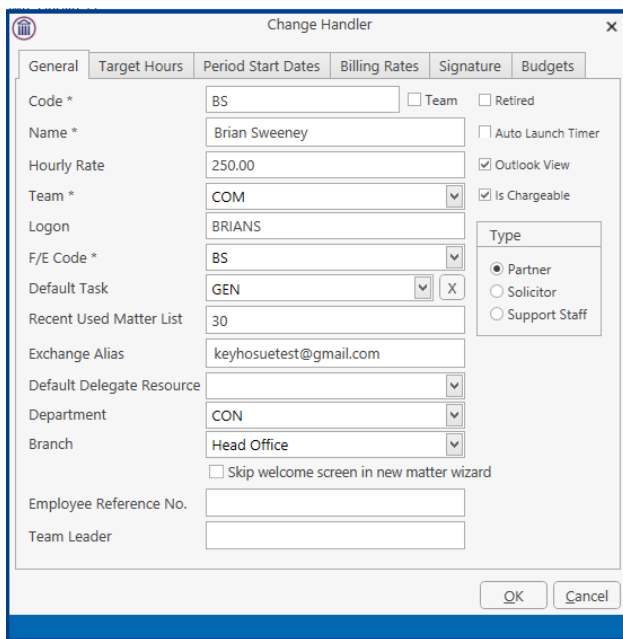 Change Handler
General Target Hours Period Start Dates Billing Rates Signature Budgets
Code * BS Team Retired
Name * Brian Sweeney Auto Launch Timer
Hourly Rate 250.00 Outlook View
Team * COM Is Chargeable
Logon BRIANS Type
F/E Code * BS Partner
Default Task GEN X Solicitor
Recent Used Matter List 30 Support Staff
Exchange Alias keyhosuetest@gmail.com
Default Delegate Resource
Department CON
Branch Head Office
Skip welcome screen in new matter wizard
Employee Reference No.
Team Leader
OK Cancel